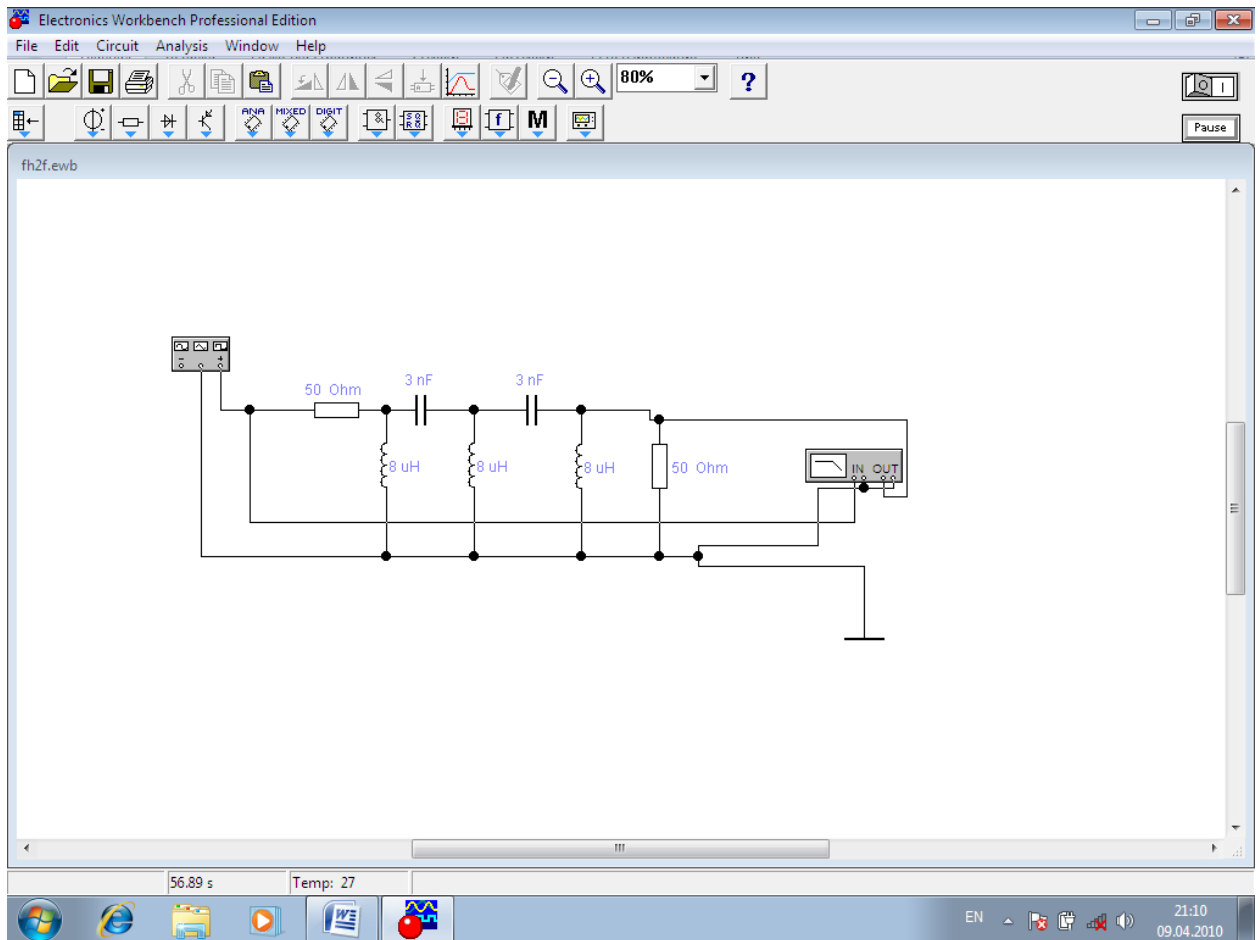 Electronics Workbench Professional Edition
File Edit Circuit Analysis Window Help
80% ?
ANA MIXED DIGIT & f M
Pause
fh2f.ewb
50 Ohm 3 nF 3 nF
8 uH 8 uH 8 uH 50 Ohm IN OUT
56.89 s Temp: 27
EN 21:10
09.04.2010